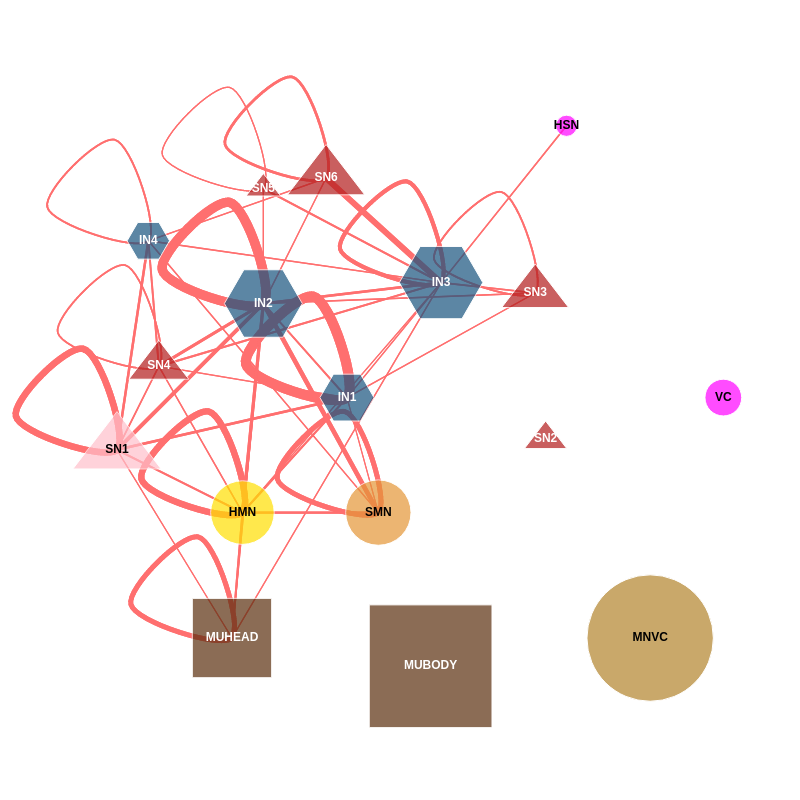 HSN
SN6
SN5
IN4
IN3
SN3
IN2
SN4
IN1
VC
SN2
SN1
HMN
SMN
MUHEAD
MNVC
MUBODY